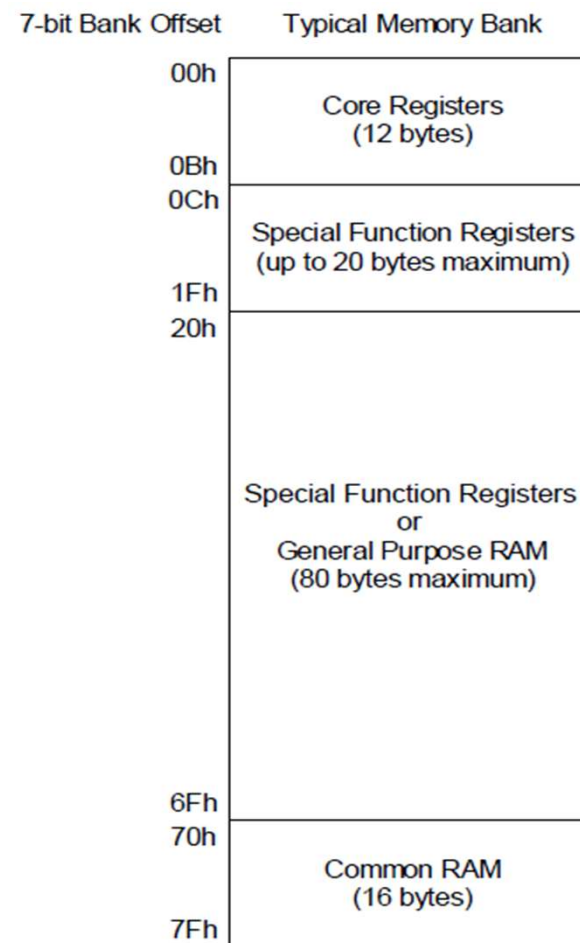 7-bit Bank Offset Typical Memory Bank
00h
Core Registers
(12 bytes)
0Bh
0Ch
Special Function Registers
(up to 20 bytes maximum)
1Fh
20h
Special Function Registers
or
General Purpose RAM
(80 bytes maximum)
6Fh
70h
Common RAM
(16 bytes)
7Fh